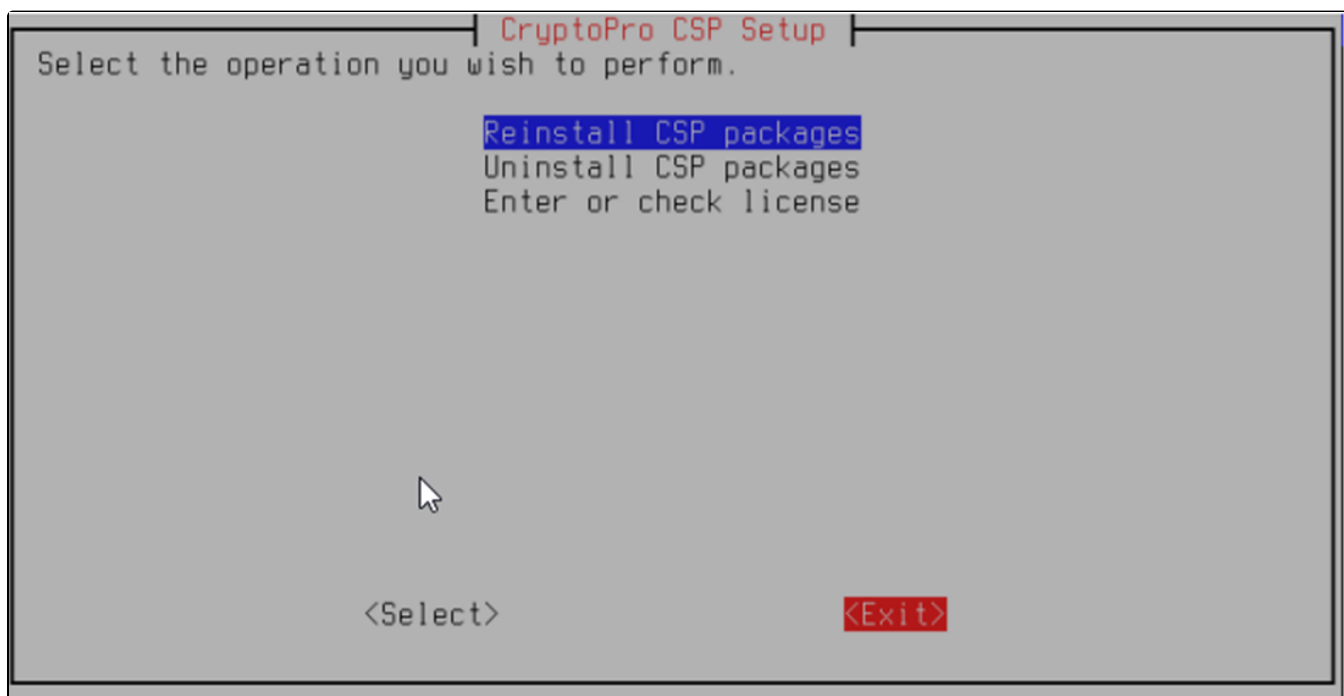 CryptoPro CSP Setup
Select the operation you wish to perform.
Reinstall CSP packages
Uninstall CSP packages
Enter or check license
<Select> <Exit>